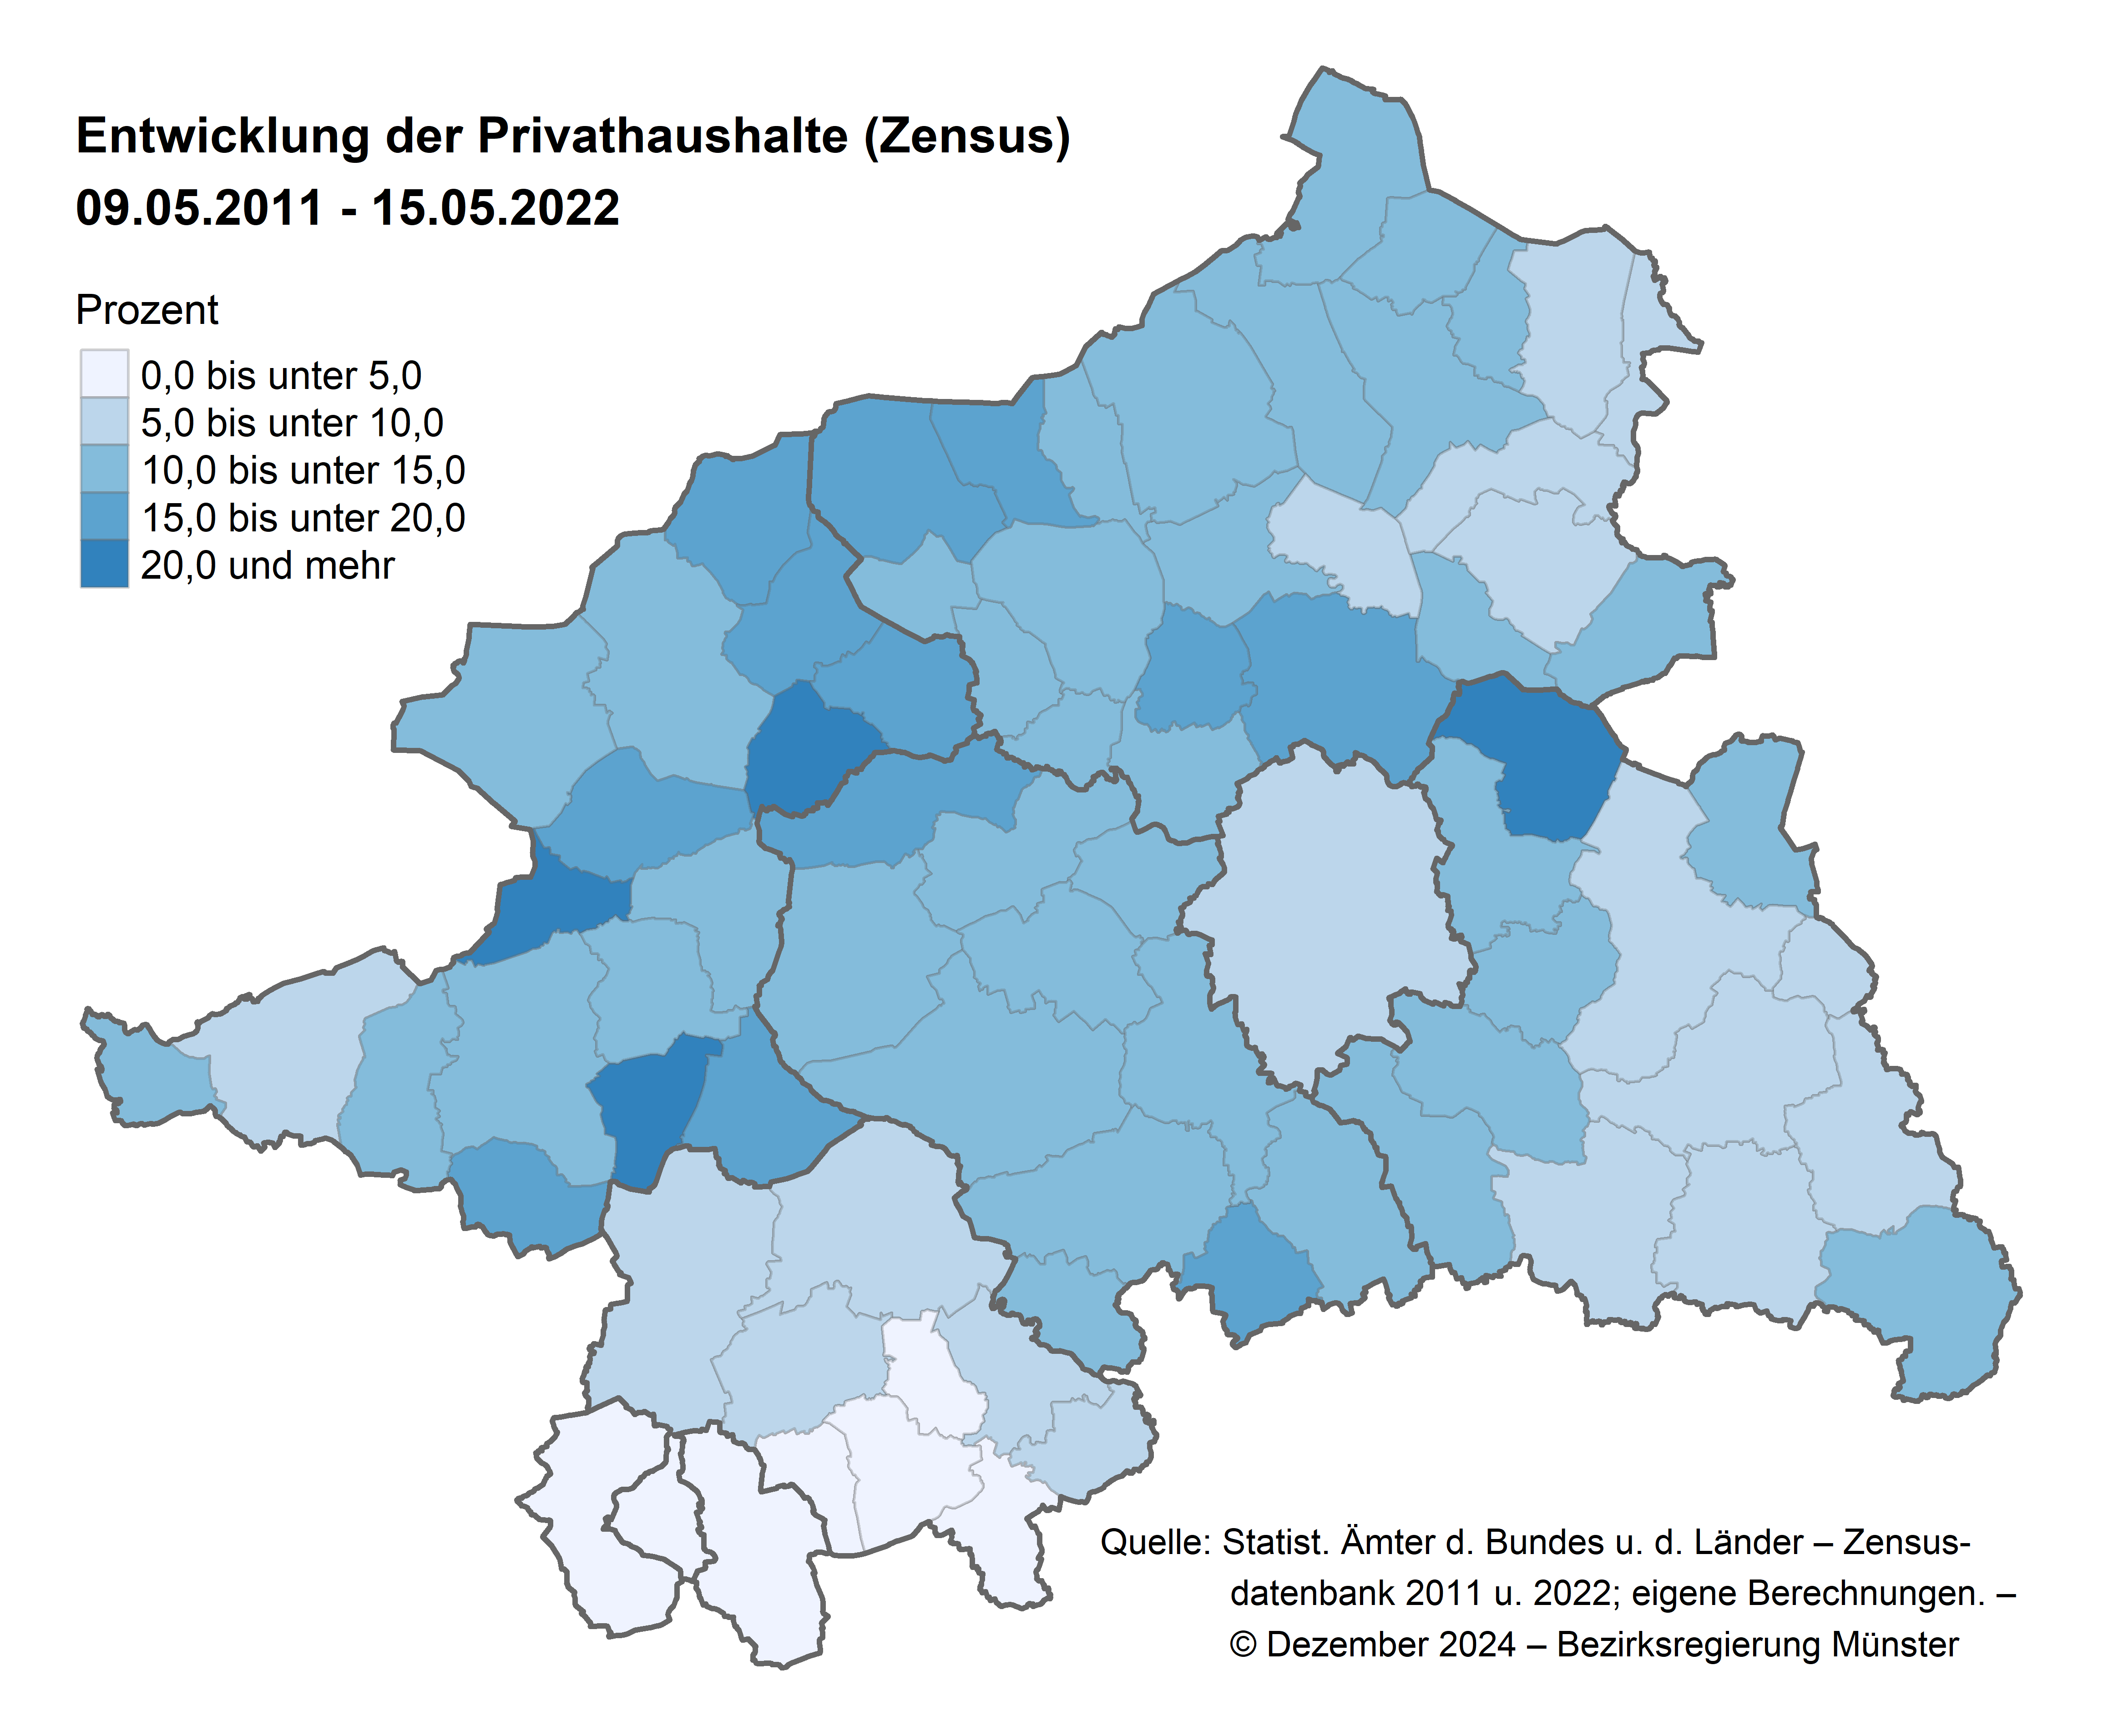 Entwicklung der Privathaushalte (Zensus)
09.05.2011 - 15.05.2022
Prozent
0,0 bis unter 5,0
5,0 bis unter 10,0
10,0 bis unter 15,0
15,0 bis unter 20,0
20,0 und mehr
Quelle: Statist. Ämter d. Bundes u. d. Länder – Zensus-
datenbank 2011 u. 2022; eigene Berechnungen. –
© Dezember 2024 – Bezirksregierung Münster